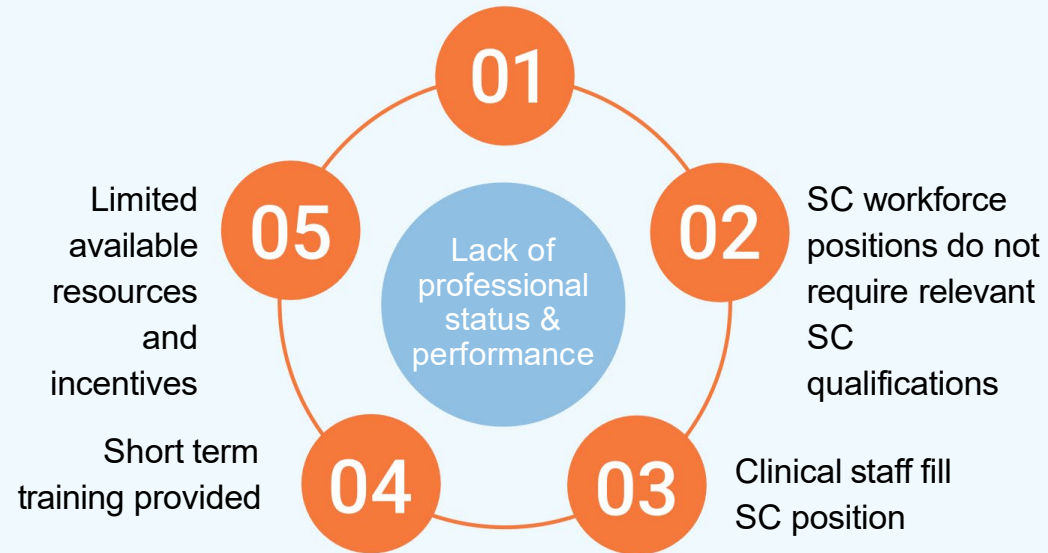 01
02
SC workforce
positions do not
require relevant
SC
qualifications
03
Clinical staff fill
SC position
04
Short term
training provided
05
Limited
available
resources
and
incentives
Lack of
professional
status &
performance